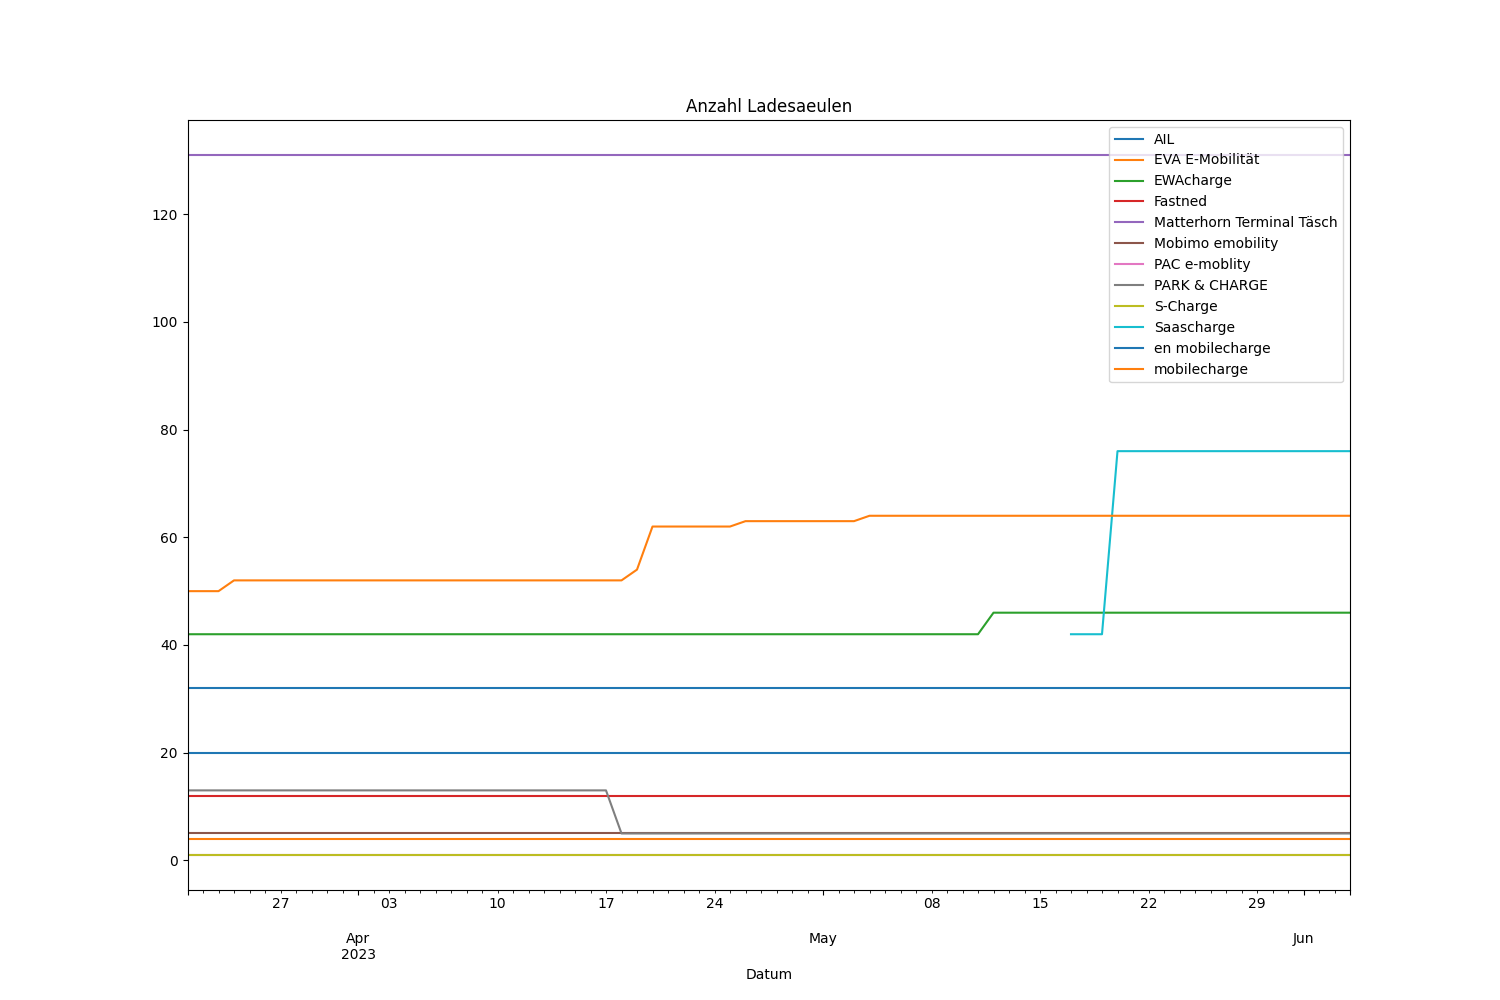 Anzahl Ladesaeulen
AIL
EVA E-Mobilität
EWAcharge
Fastned
Matterhorn Terminal Täsch
Mobimo emobility
PAC e-moblity
PARK & CHARGE
S-Charge
Saascharge
en mobilecharge
mobilecharge
120
100
80
60
40
20
0
27 03 10 17 24 08 15 22 29
Apr May Jun
2023
Datum